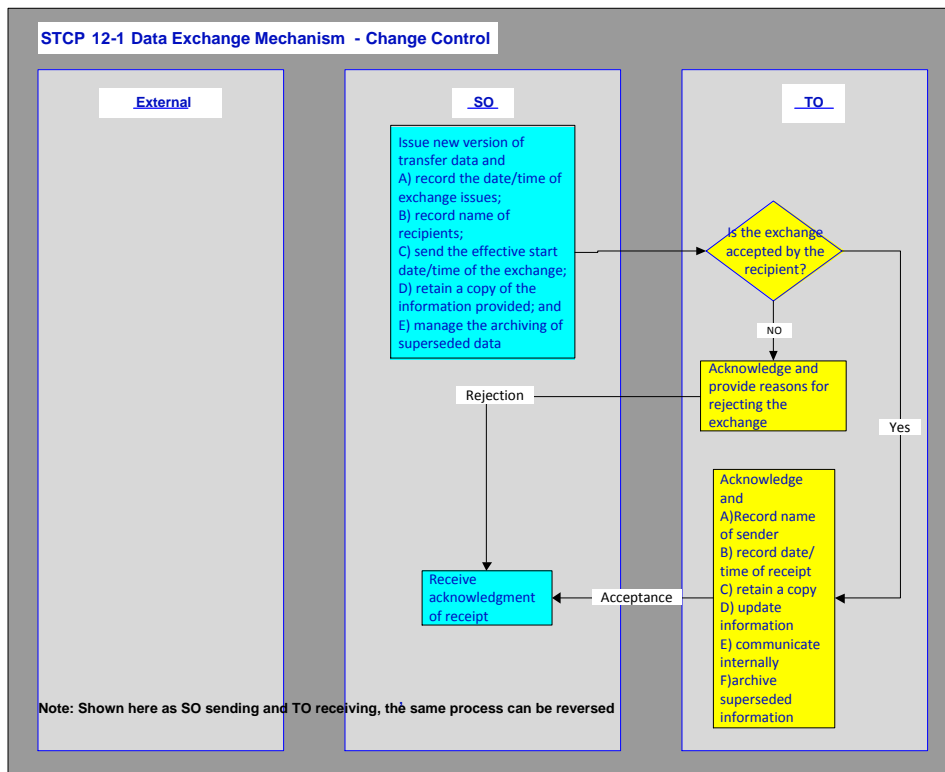 STCP 12-1 Data Exchange Mechanism - Change Control
External
SO
TO
Issue new version of
transfer data and
A) record the date/time of
exchange issues;
B) record name of
recipients;
C) send the effective start
date/time of the exchange;
D) retain a copy of the
information provided; and
E) manage the archiving of
superseded data
Is the exchange
accepted by the
recipient?
NO
Acknowledge and
provide reasons for
rejecting the
exchange
Rejection
Yes
Acknowledge
and
A)Record name
of sender
B) record date/
time of receipt
C) retain a copy
D) update
information
E) communicate
internally
F)archive
superseded
information
Acceptance
Receive
acknowledgment
of receipt
Note: Shown here as SO sending and TO receiving, the same process can be reversed